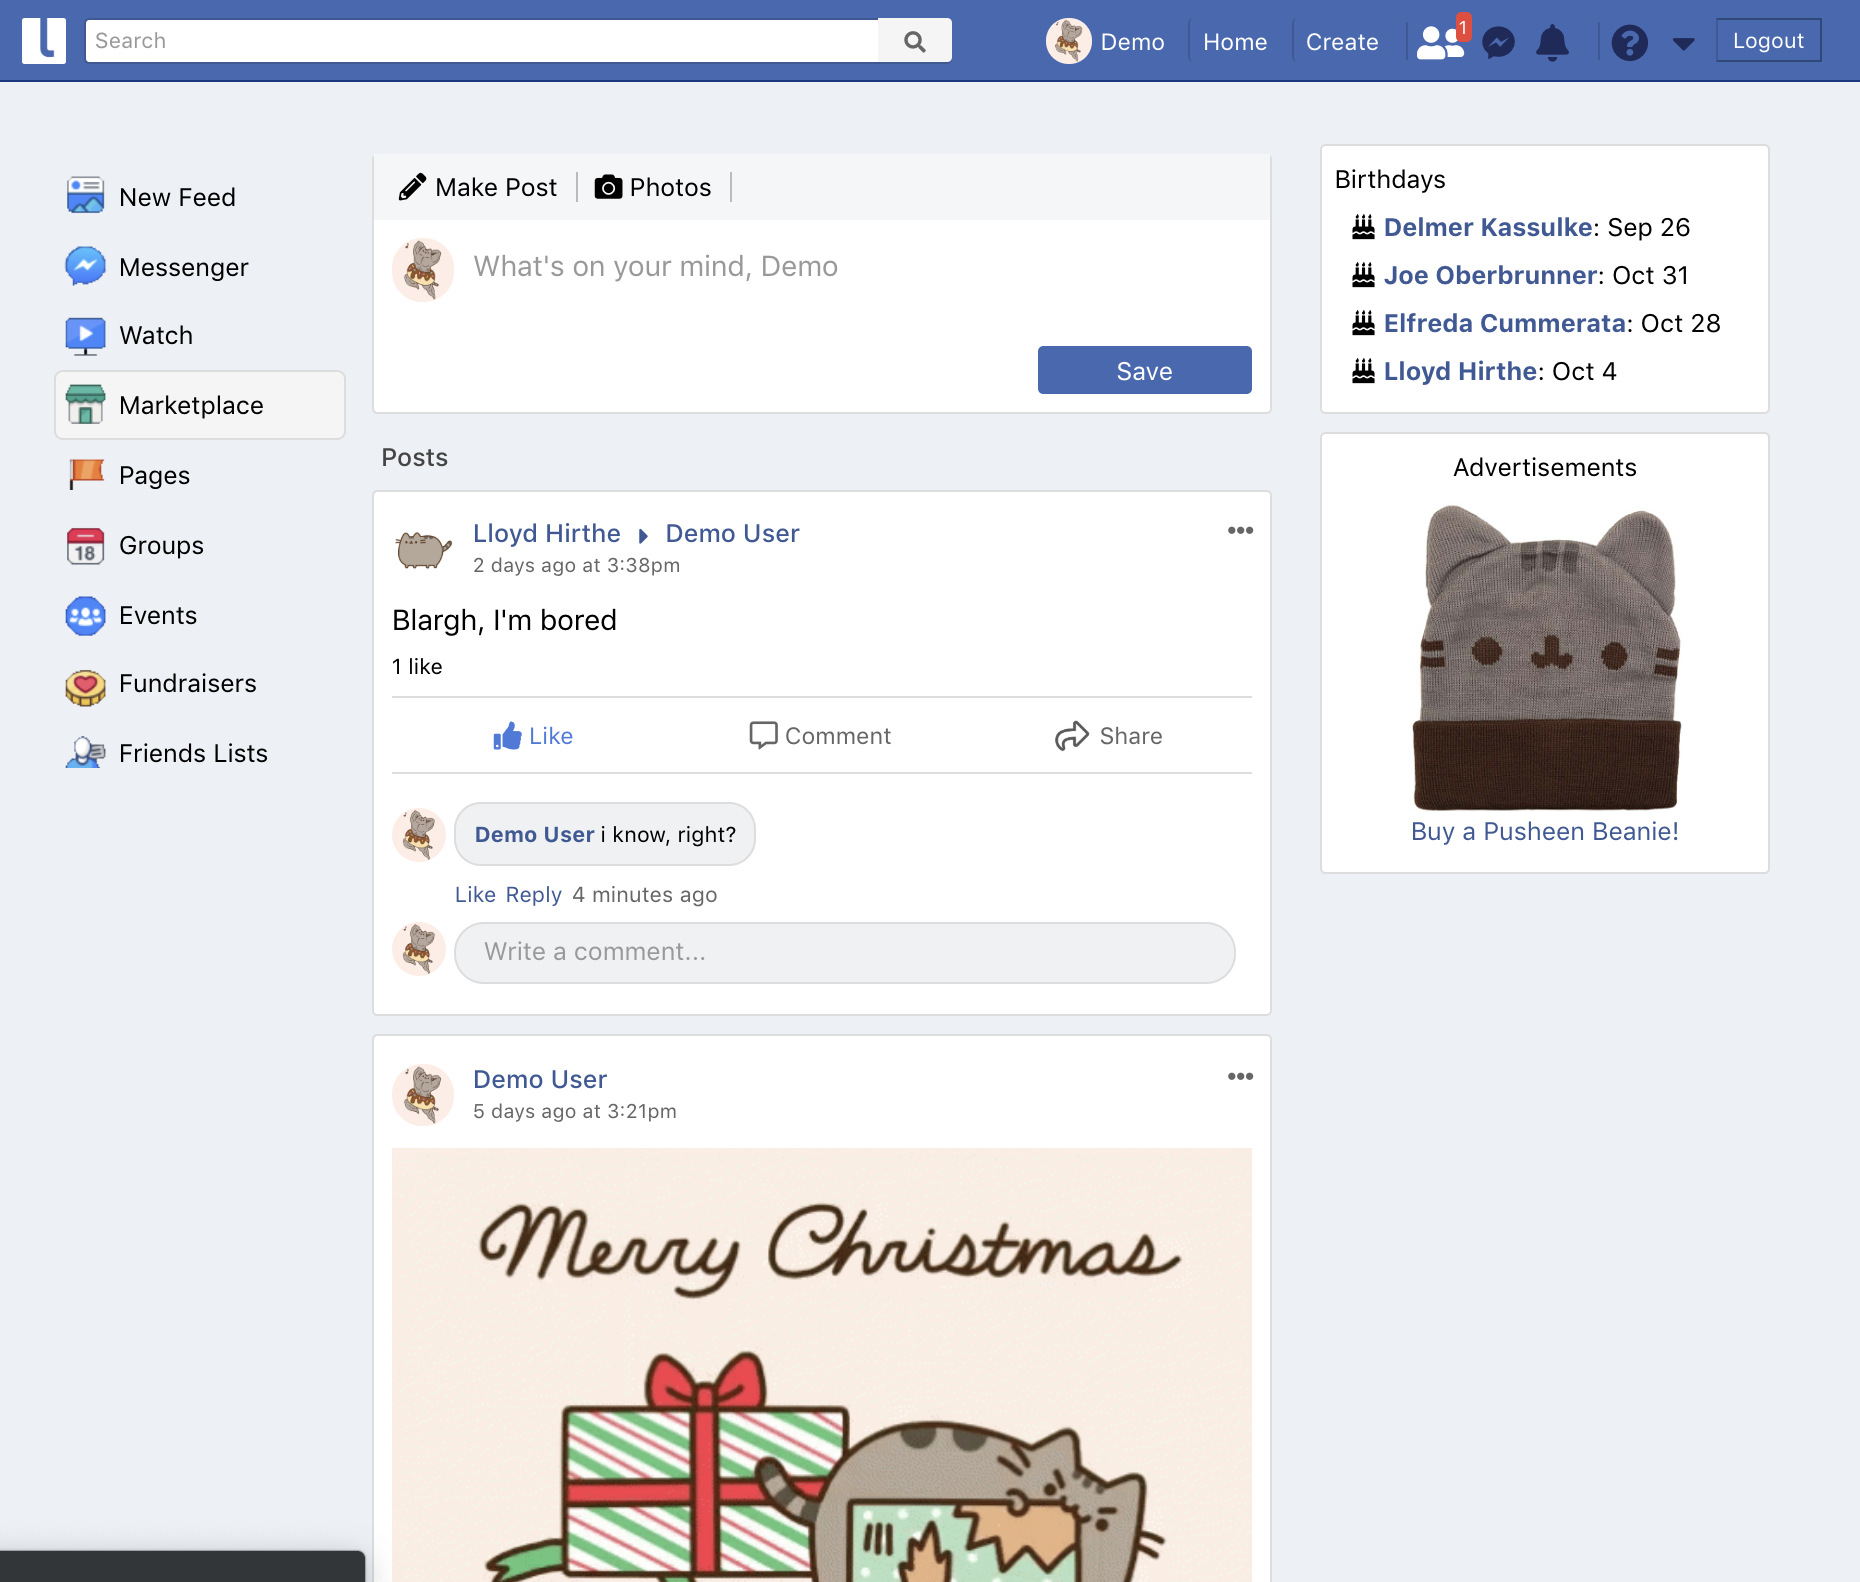 Search
Demo
Home
Create
1
Logout
New Feed
Messenger
Watch
Marketplace
Pages
18
Groups
Events
Fundraisers
Friends Lists
Make Post
Photos
What's on your mind, Demo
Save
Posts
Lloyd Hirthe Demo User
2 days ago at 3:38pm
Blargh, I'm bored
1 like
Like
Comment
Share
Demo User i know, right?
Like Reply 4 minutes ago
Write a comment...
Demo User
5 days ago at 3:21pm
Merry Christmas
Birthdays
Delmer Kassulke: Sep 26
Joe Oberbrunner: Oct 31
Elfreda Cummerata: Oct 28
Lloyd Hirthe: Oct 4
Advertisements
Buy a Pusheen Beanie!